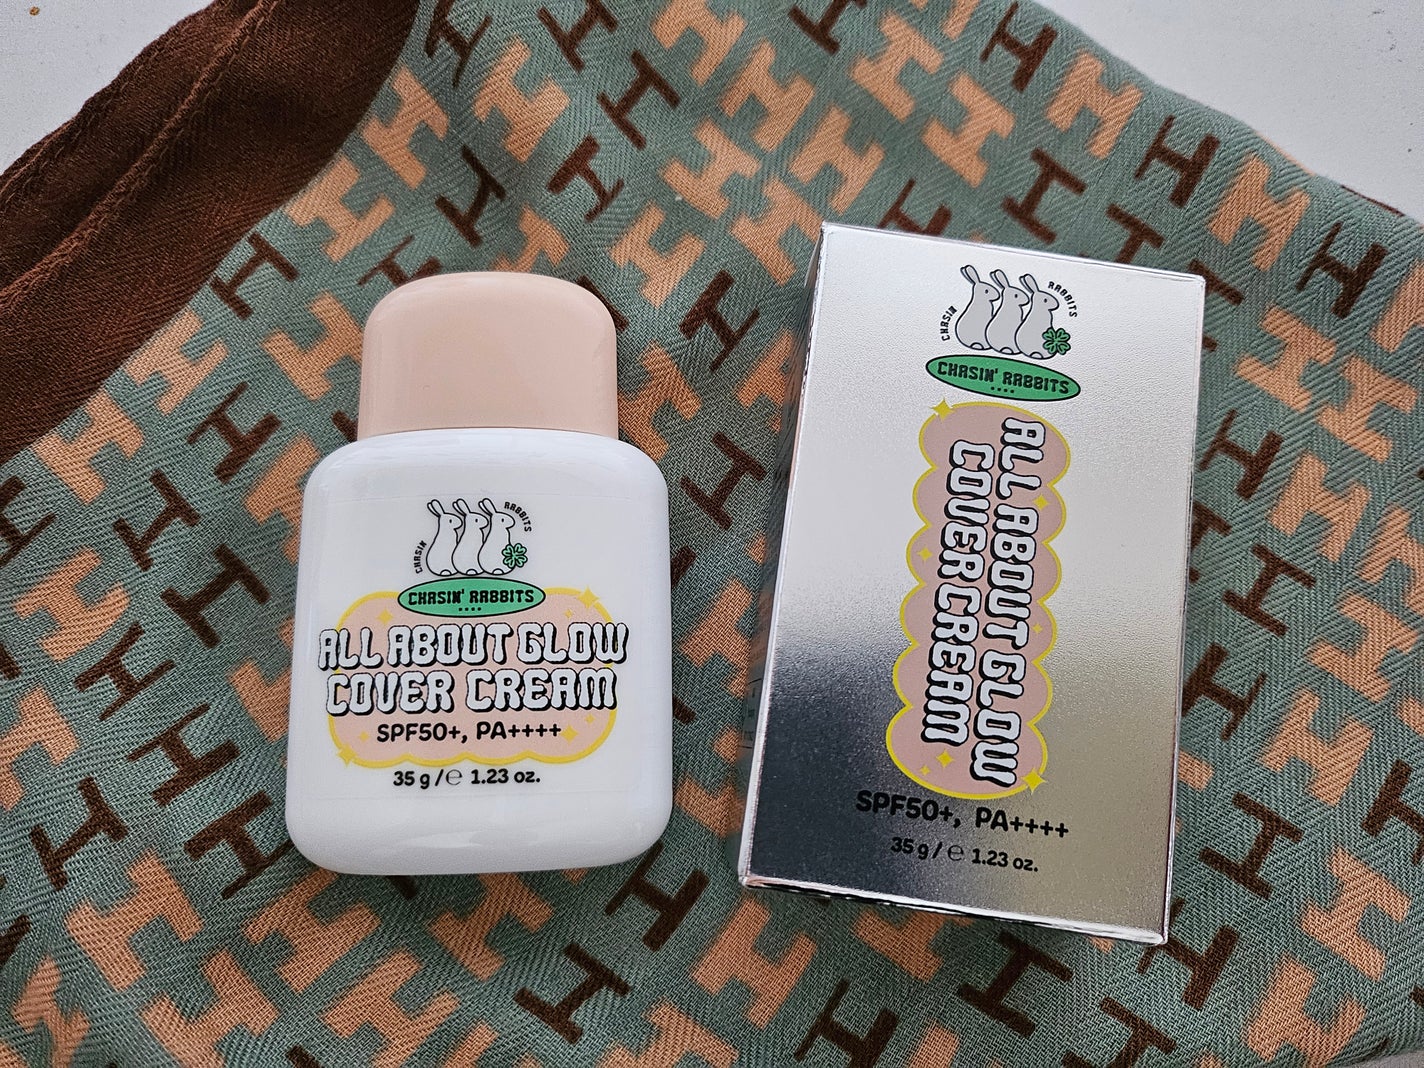 CHASIN RABBITS
CHASIN' RABBITS
ALL ABOUT GLOW
COVER CREAM
SPF50+, PA++++
35 g / ℮ 1.23 oz.
CHASIN RABBITS
CHASIN' RABBITS
ALL ABOUT GLOW
COVER CREAM
SPF50+, PA++++
35 g / ℮ 1.23 oz.